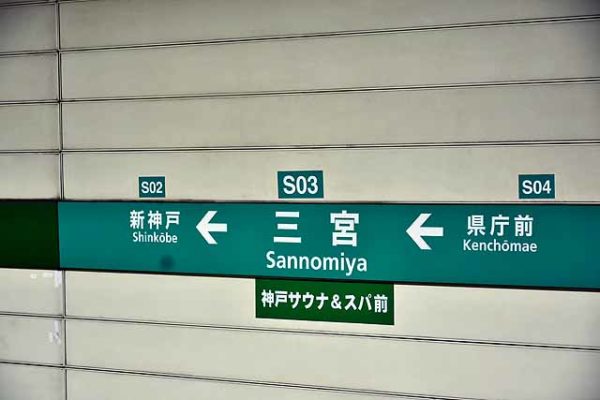 S02
新神戸
Shinkōbe
←
S03
三宮
Sannomiya
←
S04
県庁前
Kenchōmae
神戸サウナ&スパ前